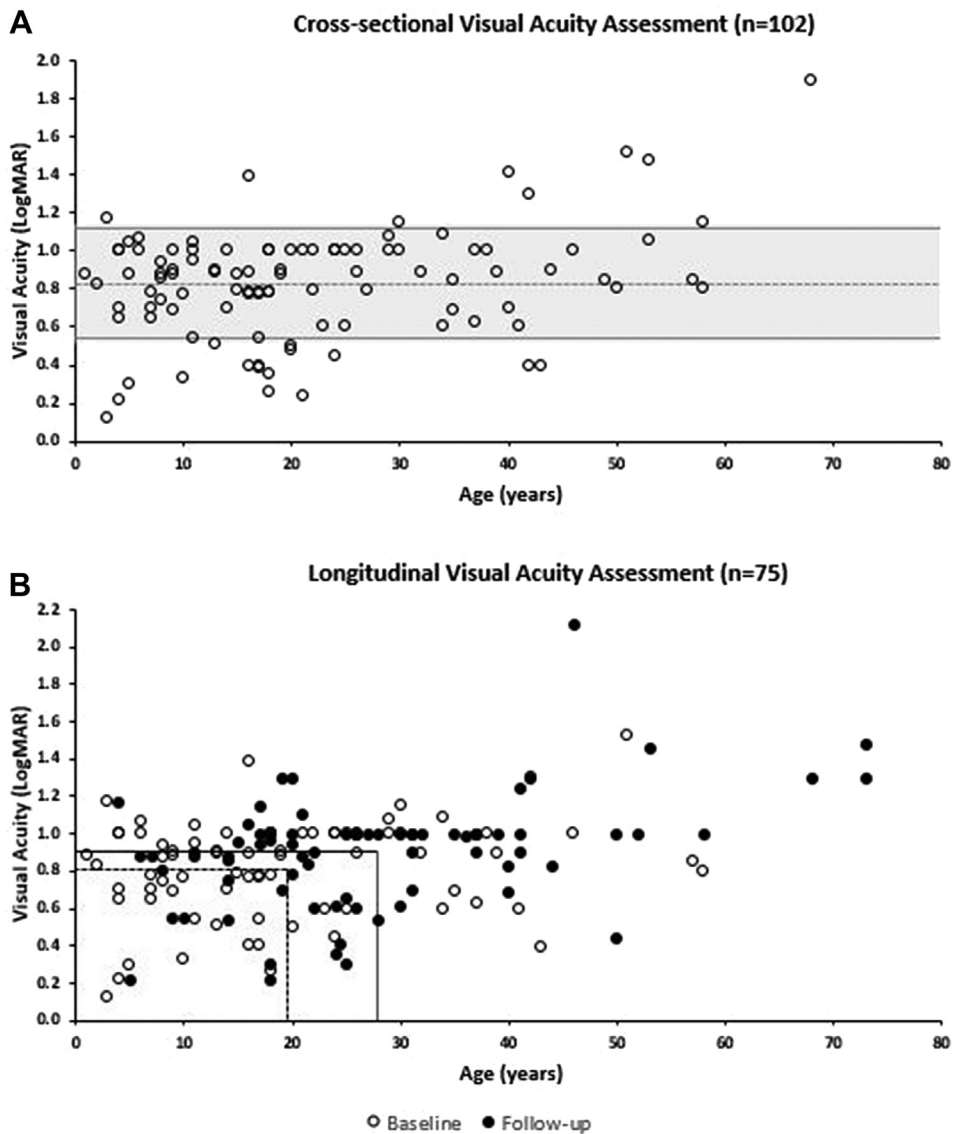 A
Cross-sectional Visual Acuity Assessment (n=102)
Visual Acuity (LogMAR)
2.0
1.8
1.6
1.4
1.2
1.0
0.8
0.6
0.4
0.2
0.0
0 10 20 30 40 50 60 70 80
Age (years)
B
Longitudinal Visual Acuity Assessment (n=75)
Visual Acuity (LogMAR)
2.2
2.0
1.8
1.6
1.4
1.2
1.0
0.8
0.6
0.4
0.2
0.0
0 10 20 30 40 50 60 70 80
Age (years)
Baseline Follow-up